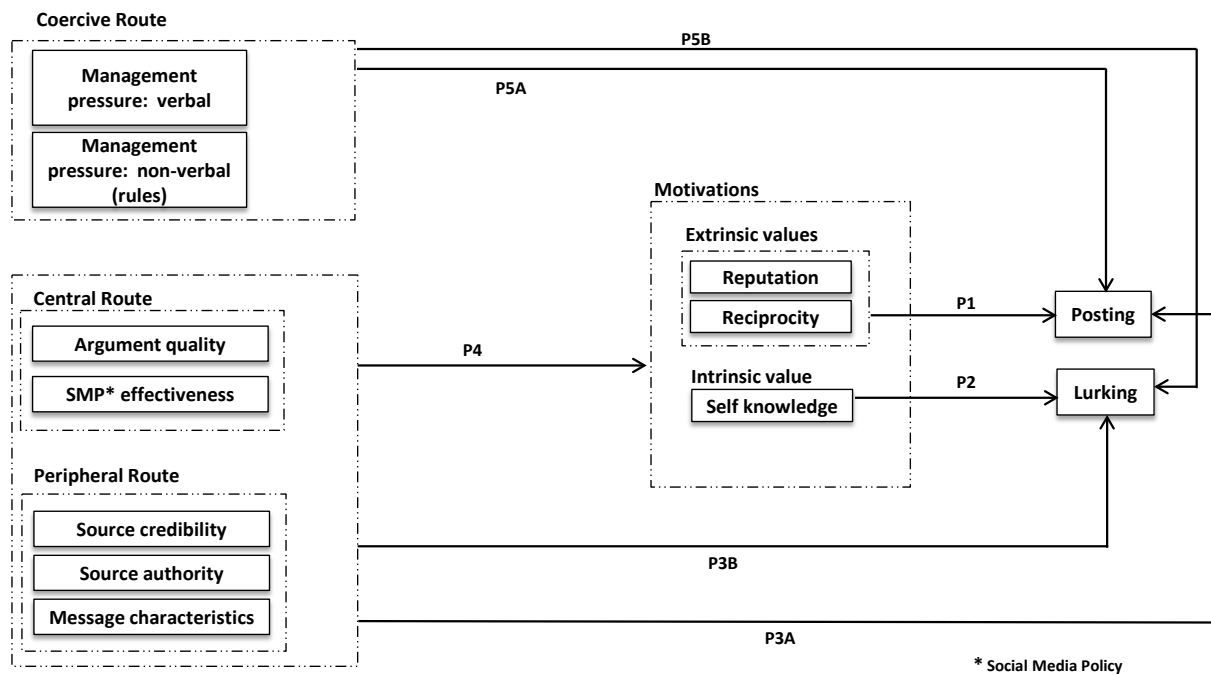 Coercive Route
Management
pressure: verbal
Management
pressure: non-verbal
(rules)
P5B
P5A
Central Route
Argument quality
SMP* effectiveness
Peripheral Route
Source credibility
Source authority
Message characteristics
P4
Motivations
Extrinsic values
Reputation
Reciprocity
Intrinsic value
Self knowledge
P1
P2
Posting
Lurking
P3B
P3A
* Social Media Policy